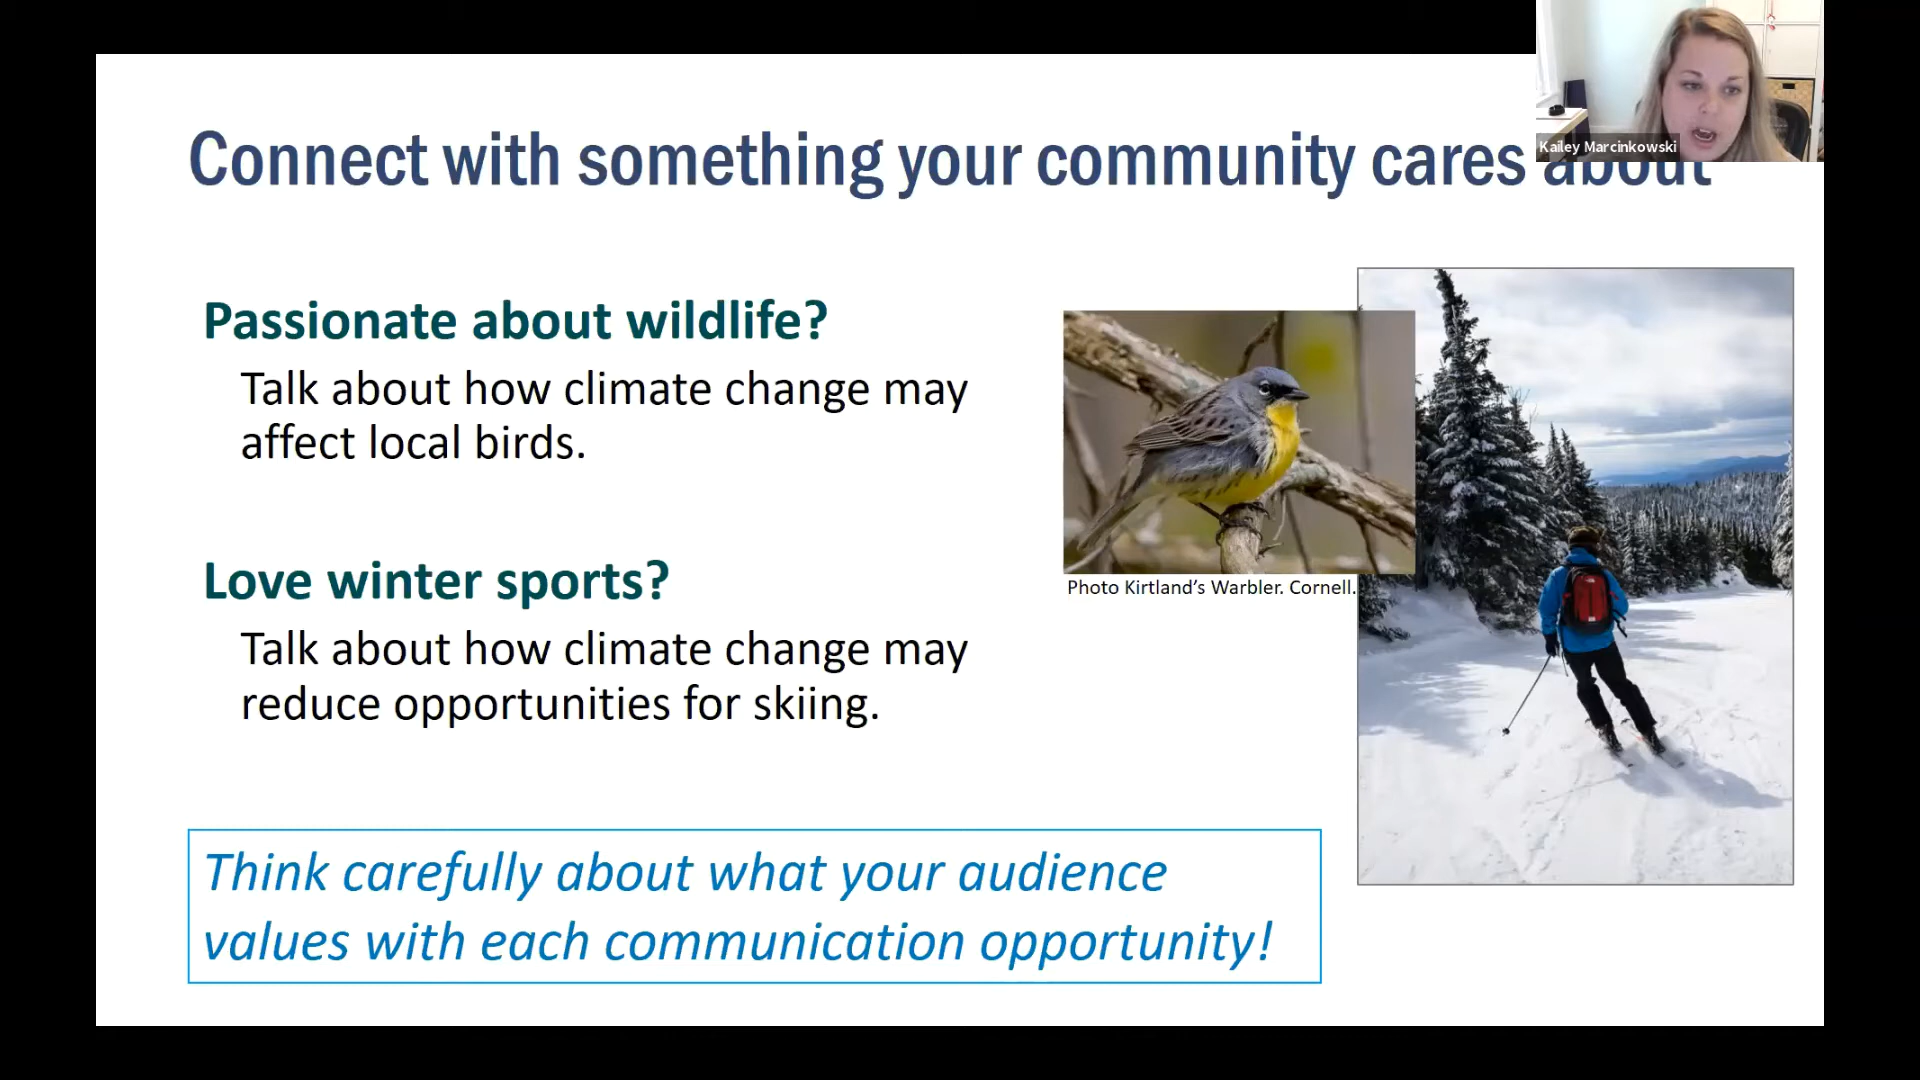 Kailey Marcinkowski
Connect with something your community cares about
Passionate about wildlife?
Talk about how climate change may
affect local birds.
Photo Kirtland’s Warbler. Cornell.
Love winter sports?
Talk about how climate change may
reduce opportunities for skiing.
Think carefully about what your audience
values with each communication opportunity!